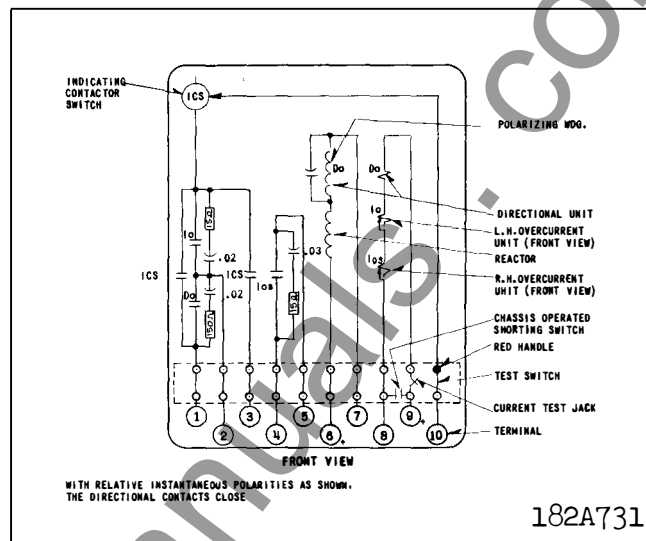 INDICATING
CONTACTOR
SWITCH
ICS
POLARIZING WDG.
Do
Do
DIRECTIONAL UNIT
L.H.OVERCURRENT
UNIT (FRONT VIEW)
REACTOR
R.H.OVERCURRENT
UNIT (FRONT VIEW)
Io
Io
Ios
15Ω
.02
.02
.03
ICS
ICS
Ios
Do
150Ω
15Ω
CHASSIS OPERATED
SHORTING SWITCH
RED HANDLE
TEST SWITCH
CURRENT TEST JACK
TERMINAL
1 2 3 4 5 6 + 7 8 9 + 10
FRONT VIEW
WITH RELATIVE INSTANTANEOUS POLARITIES AS SHOWN.
THE DIRECTIONAL CONTACTS CLOSE
182A731